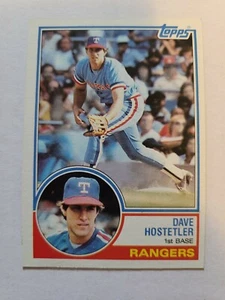 Topps
DAVE
HOSTETLER
1st BASE
RANGERS
T